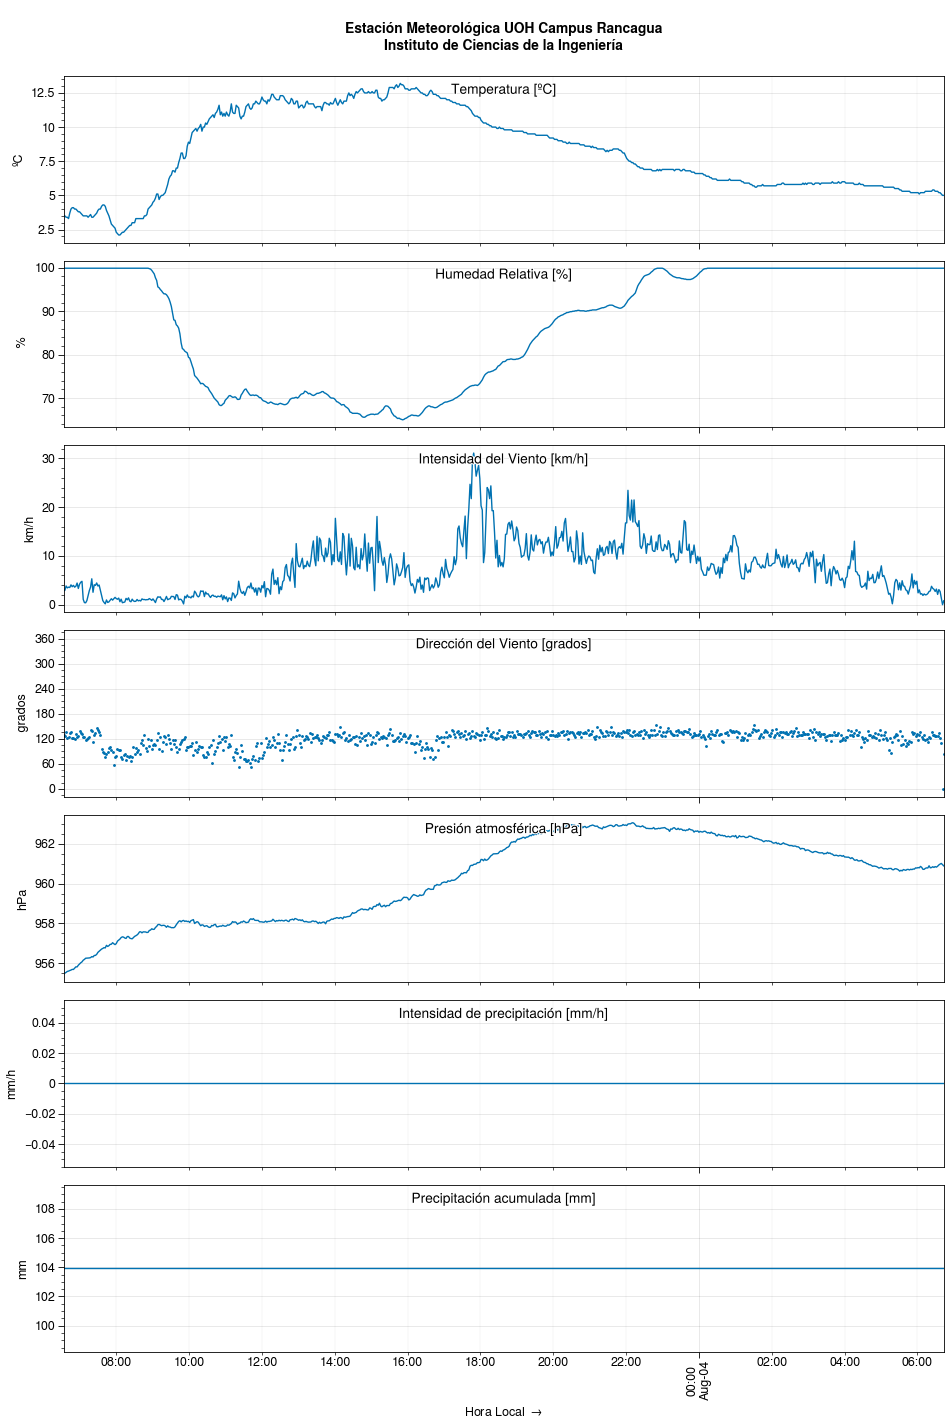 Estación Meteorológica UOH Campus Rancagua
Instituto de Ciencias de la Ingeniería
Temperatura [ºC]
ºC
12.5
10
7.5
5
2.5
Humedad Relativa [%]
%
100
90
80
70
Intensidad del Viento [km/h]
km/h
30
20
10
0
Dirección del Viento [grados]
grados
360
300
240
180
120
60
0
Presión atmosférica [hPa]
hPa
962
960
958
956
Intensidad de precipitación [mm/h]
mm/h
0.04
0.02
0
−0.02
−0.04
Precipitación acumulada [mm]
mm
108
106
104
102
100
08:00 10:00 12:00 14:00 16:00 18:00 20:00 22:00 00:00 02:00 04:00 06:00
Aug-04
Hora Local →